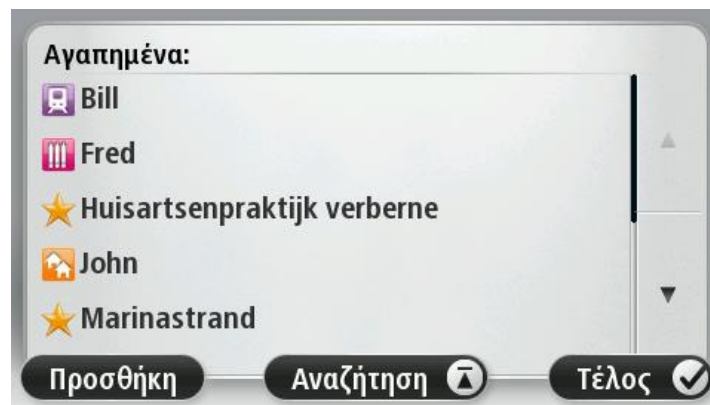 Αγαπημένα:
Bill
Fred
Huisartsenpraktijk verberne
John
Marinastrand
Προσθήκη
Αναζήτηση
Τέλος